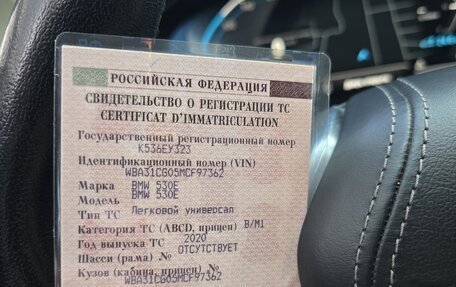 РОССИЙСКАЯ ФЕДЕРАЦИЯ
СВИДЕТЕЛЬСТВО О РЕГИСТРАЦИИ ТС
CERTIFICAT D'IMMATRICULATION
Государственный регистрационный номер
К536ЕУ323
Идентификационный номер (VIN)
WBA31CG05MCF97362
Марка BMW 530E
Модель BMW 530E
Тип ТС Легковой универсал
Категория ТС (ABCD, прицеп) B/M1
Год выпуска ТС 2020
Шасси (рама) № ОТСУТСТВУЕТ
Кузов (кабина, прицеп) №
WBA31CG05MCF97362